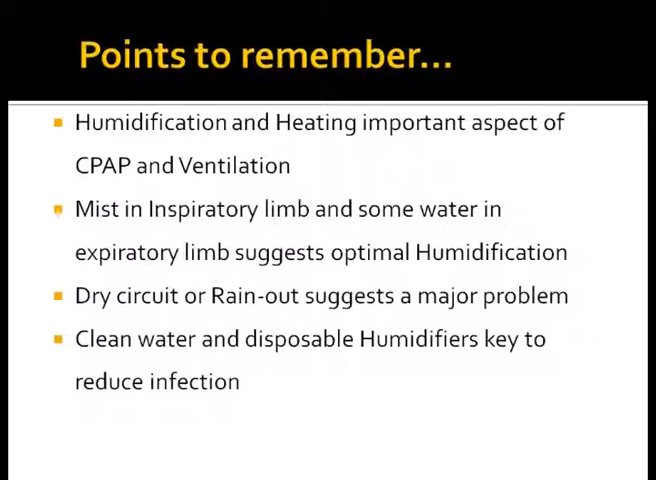 Points to remember...
Humidification and Heating important aspect of
CPAP and Ventilation
Mist in Inspiratory limb and some water in
expiratory limb suggests optimal Humidification
Dry circuit or Rain-out suggests a major problem
Clean water and disposable Humidifiers key to
reduce infection